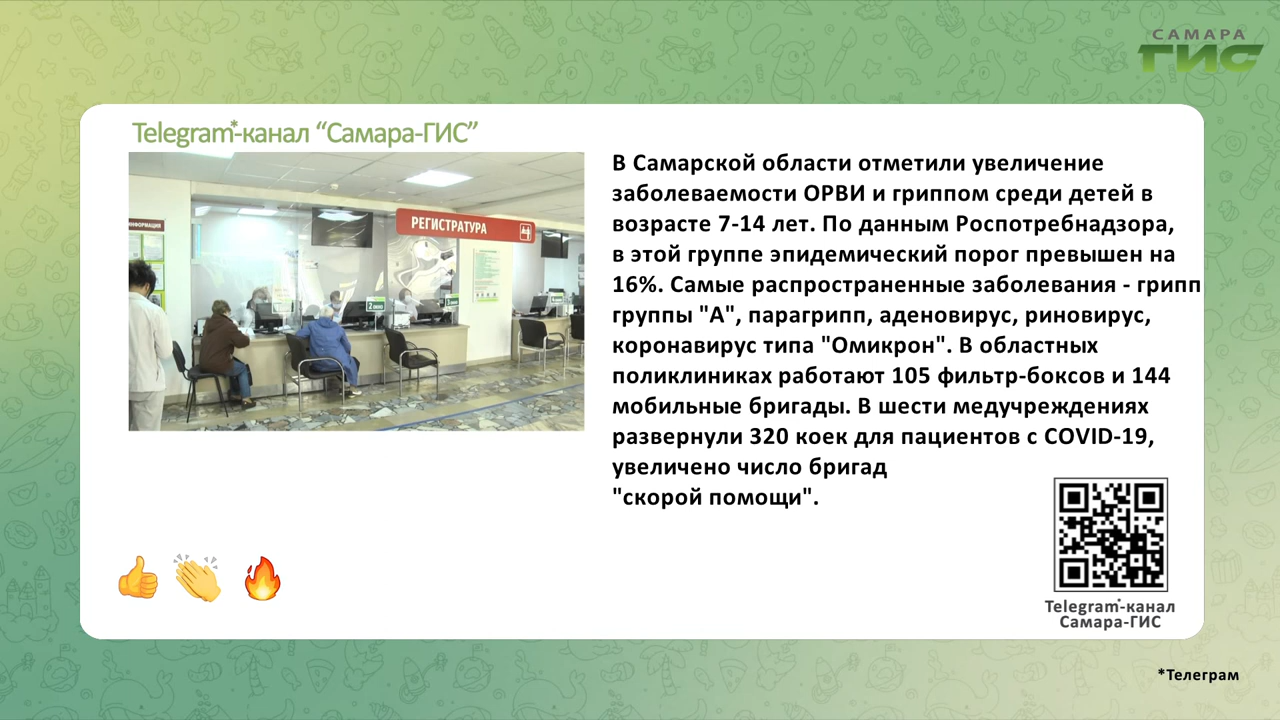 САМАРА
ГИС
Telegram*-канал “Самара-ГИС”
ИНФОРМАЦИЯ
РЕГИСТРАТУРА
2 окно
В Самарской области отметили увеличение
заболеваемости ОРВИ и гриппом среди детей в
возрасте 7-14 лет. По данным Роспотребнадзора,
в этой группе эпидемический порог превышен на
16%. Самые распространенные заболевания - грипп
группы "А", парагрипп, аденовирус, риновирус,
коронавирус типа "Омикрон". В областных
поликлиниках работают 105 фильтр-боксов и 144
мобильные бригады. В шести медучреждениях
развернули 320 коек для пациентов с COVID-19,
увеличено число бригад
"скорой помощи".
Telegram*-канал
Самара-ГИС
*Телеграм